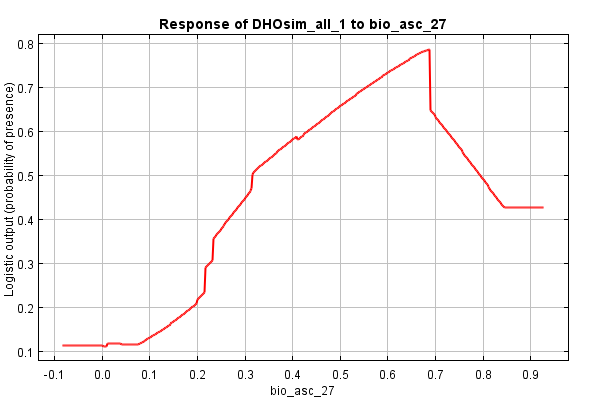 Response of DHOsim_all_1 to bio_asc_27
Logistic output (probability of presence)
0.8
0.7
0.6
0.5
0.4
0.3
0.2
0.1
-0.1 0.0 0.1 0.2 0.3 0.4 0.5 0.6 0.7 0.8 0.9
bio_asc_27